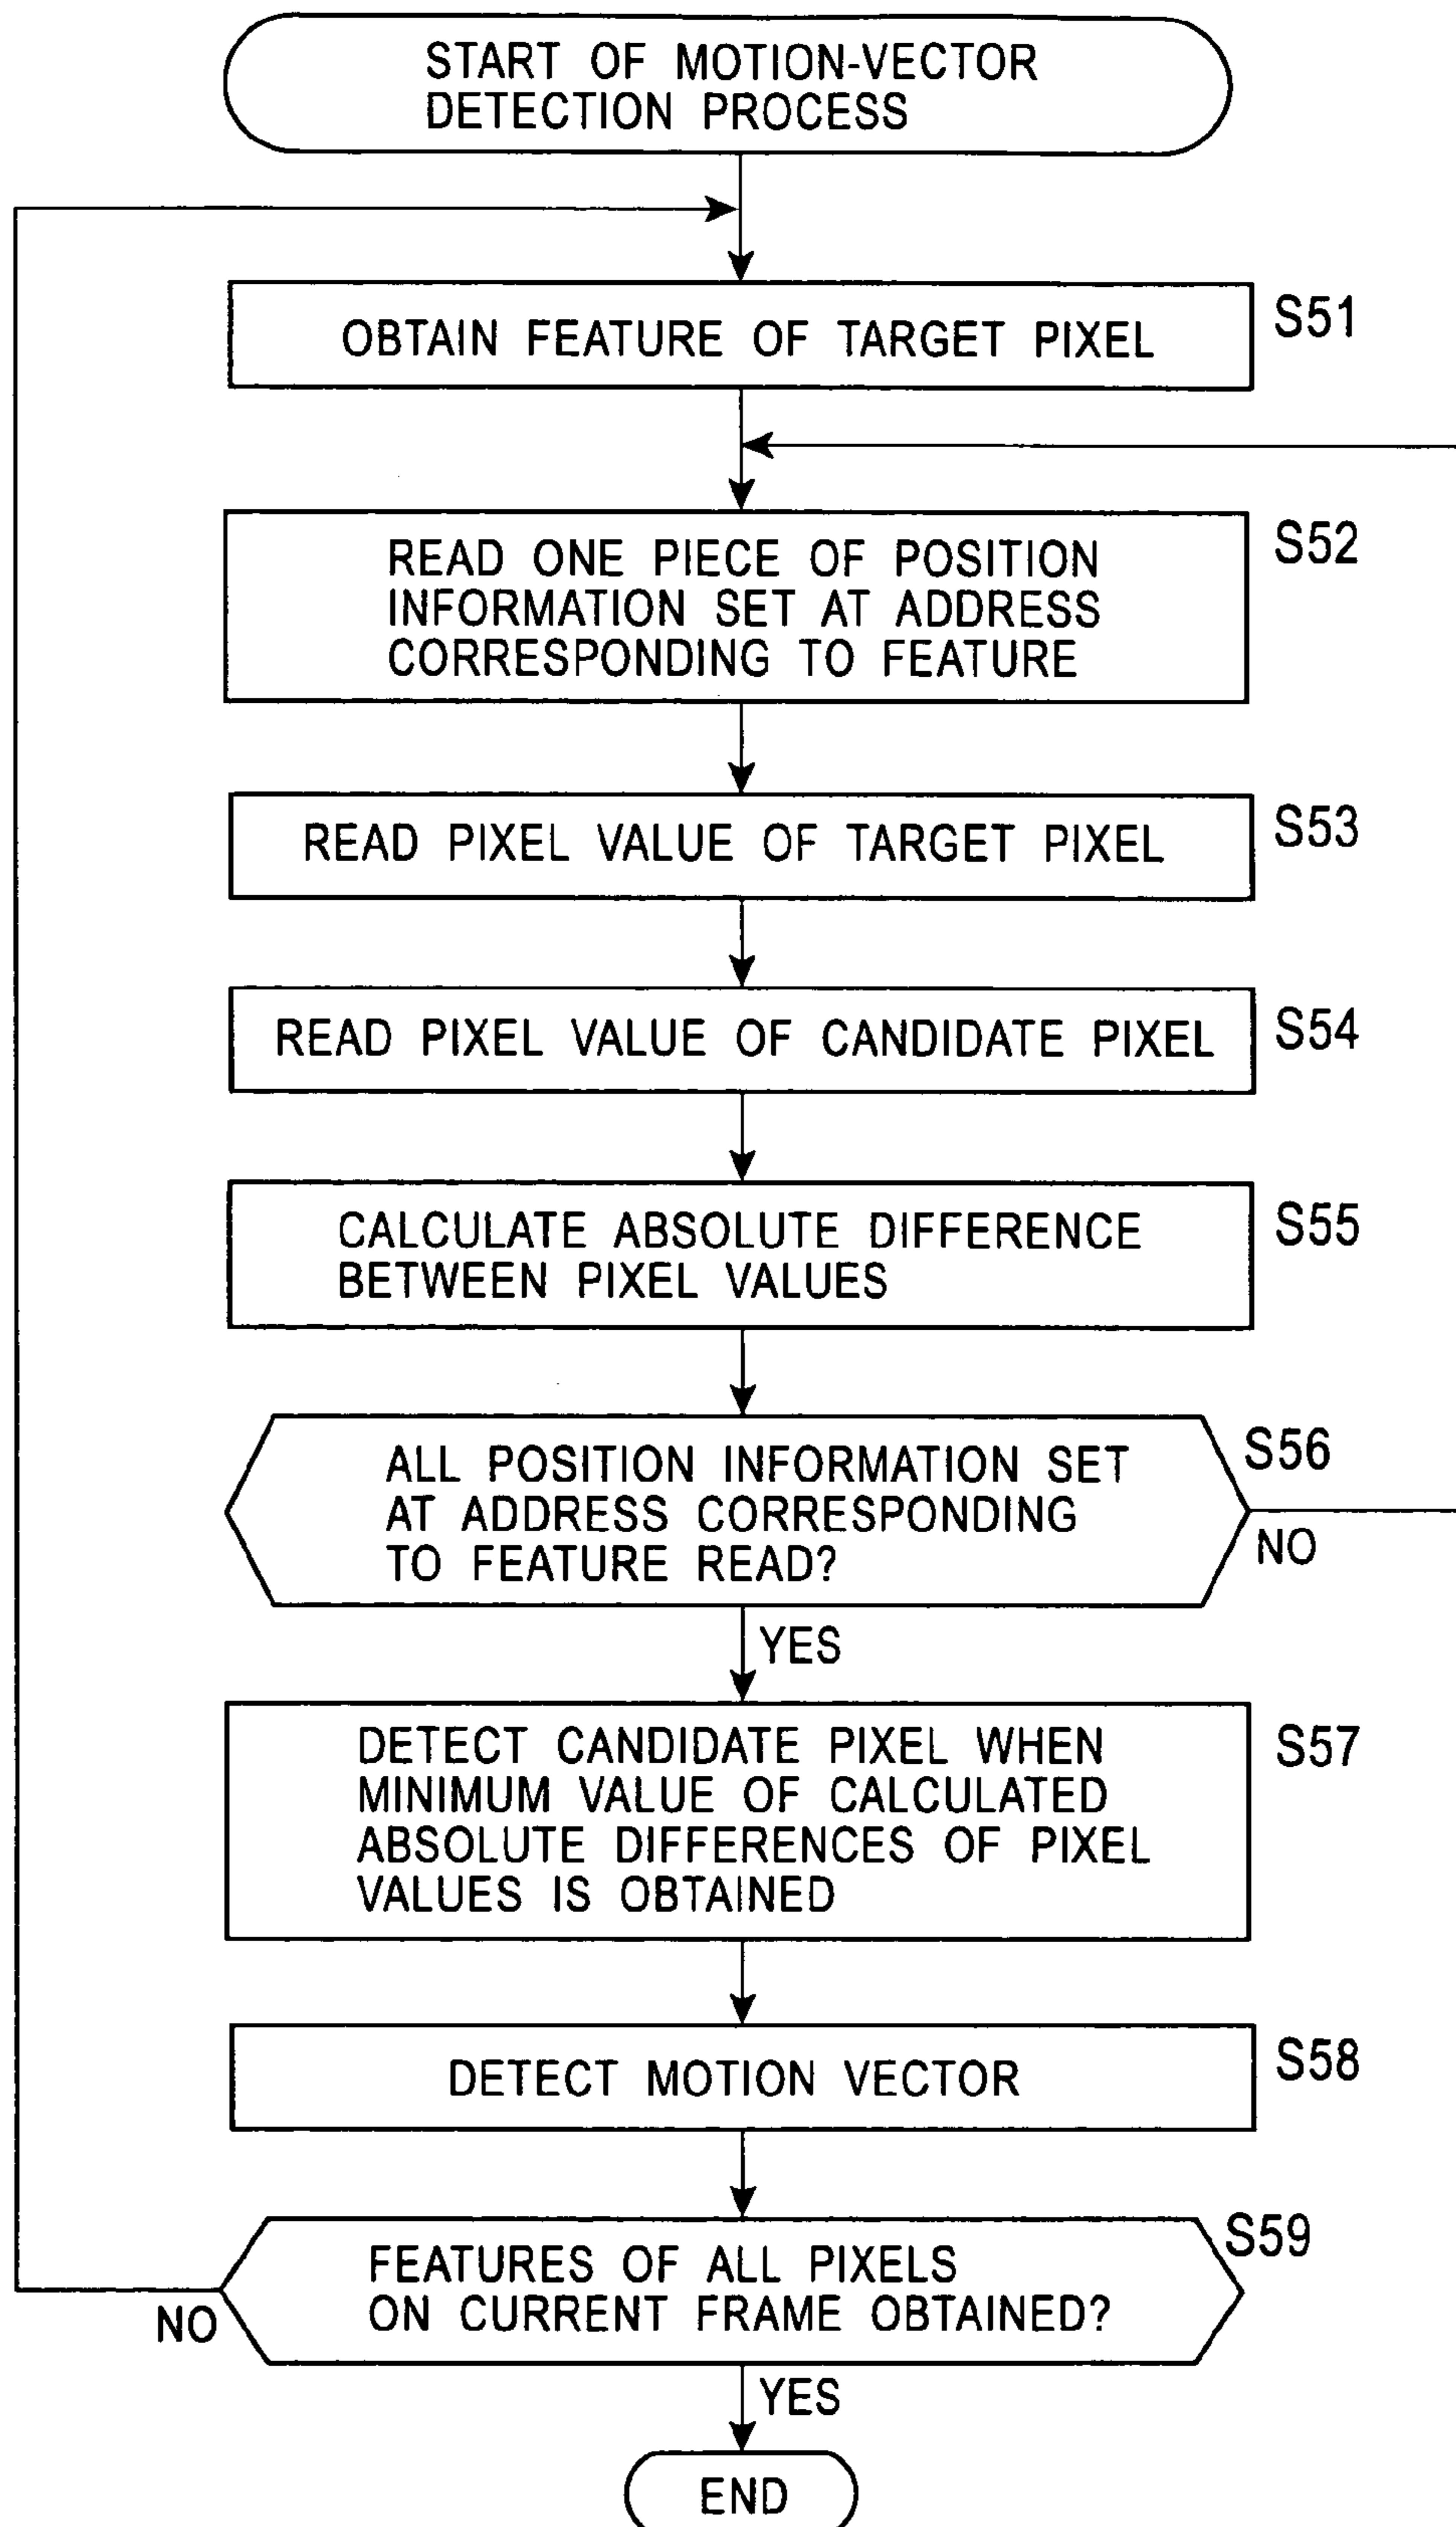 START OF MOTION-VECTOR
DETECTION PROCESS
OBTAIN FEATURE OF TARGET PIXEL
S51
READ ONE PIECE OF POSITION
INFORMATION SET AT ADDRESS
CORRESPONDING TO FEATURE
S52
READ PIXEL VALUE OF TARGET PIXEL
S53
READ PIXEL VALUE OF CANDIDATE PIXEL
S54
CALCULATE ABSOLUTE DIFFERENCE
BETWEEN PIXEL VALUES
S55
ALL POSITION INFORMATION SET
AT ADDRESS CORRESPONDING
TO FEATURE READ?
S56
NO
YES
DETECT CANDIDATE PIXEL WHEN
MINIMUM VALUE OF CALCULATED
ABSOLUTE DIFFERENCES OF PIXEL
VALUES IS OBTAINED
S57
DETECT MOTION VECTOR
S58
FEATURES OF ALL PIXELS
ON CURRENT FRAME OBTAINED?
S59
NO
YES
END